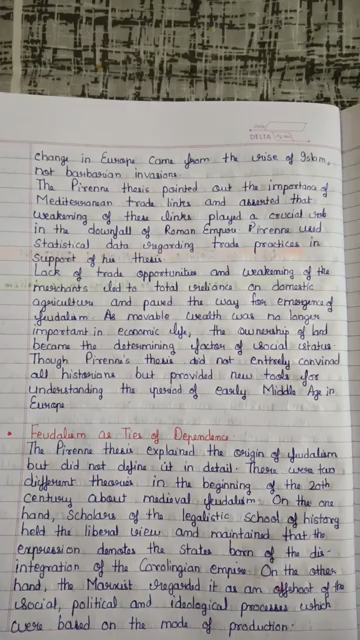 DELTA
change in Europe came from the rise of Islam,
not barbarian invasions
The Pirenne thesis pointed out the importance of
Mediterranean trade links and asserted that
weakening of these links played a crucial role
in the downfall of Roman Empire Pirenne used
Statistical data regarding trade practices in
support of his thesis
Lack of trade opportunities and weakening of the
merchants led to total reliance on domestic
agriculture and paved the way for emergence of
feudalism. As movable wealth was no longer
important in economic life, the ownership of land
became the determining factor of social status
Though Pirenne's thesis did not entirely convinced
all historians but provided new tools for
understanding the period of early Middle Age in
Europe
• Feudalism as Ties of Dependence
The Pirenne thesis explained the origin of feudalism
but did not define it in detail. There were two
different theories in the beginning of the 20th
Century about medieval feudalism. On the one
hand, Scholars of the legalistic school of history
held the liberal view and maintained that the
expression denotes the States born of the dis-
integration of the Carolingian empire. On the other
hand, the Marxist regarded it as an offshoot of the
social, political and ideological processes which
were based on the mode of production.